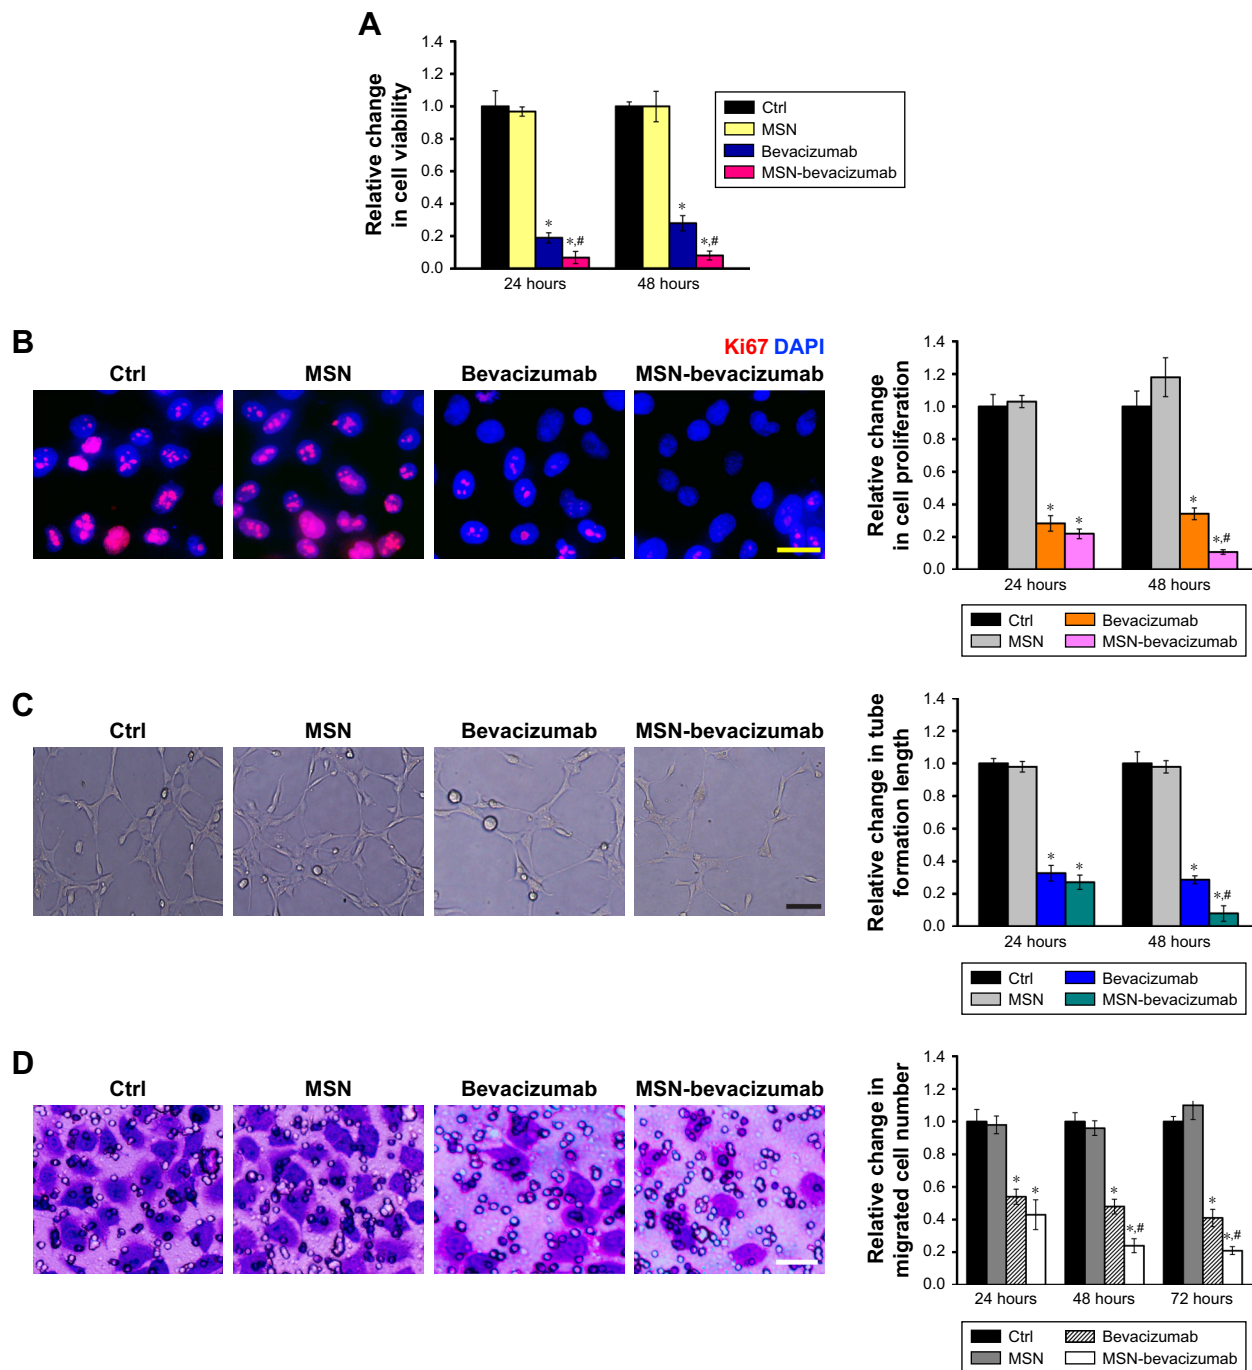 A
Relative change
in cell viability
1.4
1.2
1.0
0.8
0.6
0.4
0.2
0.0
*
*,#
*
*,#
24 hours
48 hours
Ctrl
MSN
Bevacizumab
MSN-bevacizumab
B
Ki67 DAPI
Ctrl
MSN
Bevacizumab
MSN-bevacizumab
Relative change
in cell proliferation
1.4
1.2
1.0
0.8
0.6
0.4
0.2
0.0
*
*
*
*,#
24 hours
48 hours
Ctrl
Bevacizumab
MSN
MSN-bevacizumab
C
Ctrl
MSN
Bevacizumab
MSN-bevacizumab
Relative change in tube
formation length
1.4
1.2
1.0
0.8
0.6
0.4
0.2
0.0
*
*
*
*,#
24 hours
48 hours
Ctrl
Bevacizumab
MSN
MSN-bevacizumab
D
Ctrl
MSN
Bevacizumab
MSN-bevacizumab
Relative change in
migrated cell number
1.4
1.2
1.0
0.8
0.6
0.4
0.2
0.0
*
*
*
*,#
*
*,#
24 hours
48 hours
72 hours
Ctrl
Bevacizumab
MSN
MSN-bevacizumab